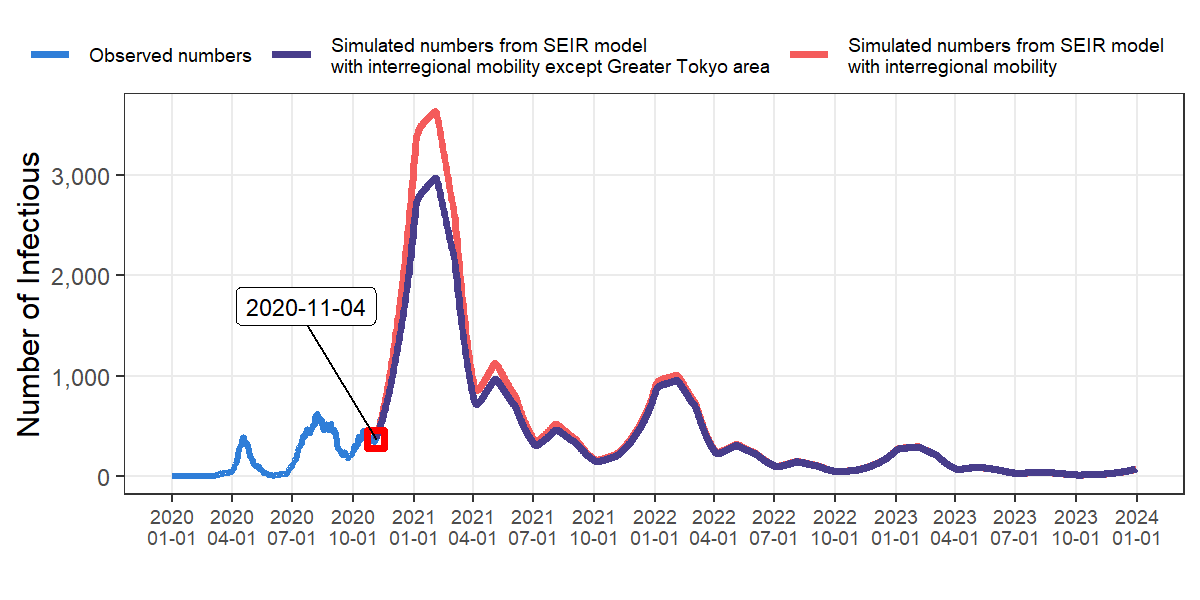 Observed numbers
Simulated numbers from SEIR model
with interregional mobility except Greater Tokyo area
Simulated numbers from SEIR model
with interregional mobility
Number of Infectious
3,000
2,000
1,000
0
2020-11-04
2020 2020 2020 2020 2021 2021 2021 2021 2022 2022 2022 2022 2023 2023 2023 2023 2024
01-01 04-01 07-01 10-01 01-01 04-01 07-01 10-01 01-01 04-01 07-01 10-01 01-01 04-01 07-01 10-01 01-01